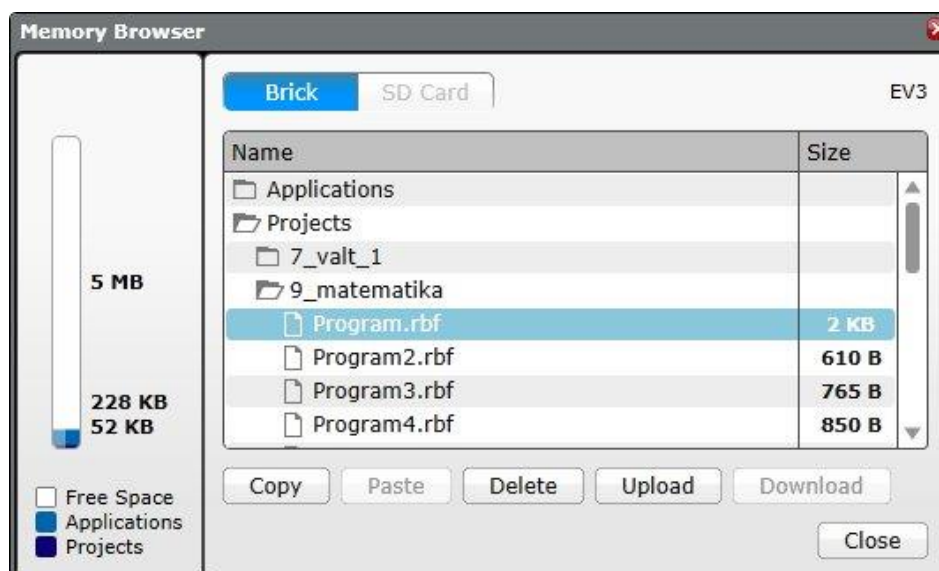 Memory Browser
Brick SD Card EV3
Name Size
Applications
Projects
7_valt_1
9_matematika
Program.rbf 2 KB
Program2.rbf 610 B
Program3.rbf 765 B
Program4.rbf 850 B
5 MB
228 KB
52 KB
Free Space
Applications
Projects
Copy Paste Delete Upload Download
Close